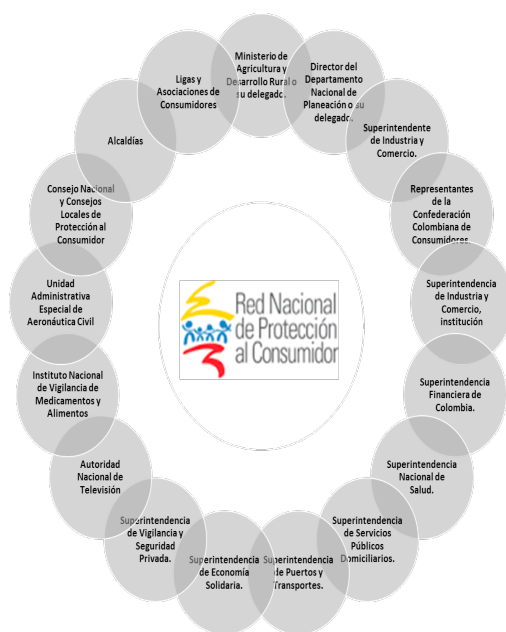 Ministerio de
Agricultura y
Desarrollo Rural o
su delegado.
Director del
Departamento
Nacional de
Planeación o su
delegado.
Superintendente
de Industria y
Comercio.
Representantes
de la
Confederación
Colombiana de
Consumidores.
Superintendencia
de Industria y
Comercio,
institución
Superintendencia
Financiera de
Colombia.
Superintendencia
Nacional de
Salud.
Superintendencia
de Servicios
Públicos
Domiciliarios.
Superintendencia
de Puertos y
Transportes.
Superintendencia
de Economía
Solidaria.
Superintendencia
de Vigilancia y
Seguridad
Privada.
Autoridad
Nacional de
Televisión
Instituto Nacional
de Vigilancia de
Medicamentos y
Alimentos
Unidad
Administrativa
Especial de
Aeronáutica Civil
Consejo Nacional
y Consejos
Locales de
Protección al
Consumidor
Alcaldías
Ligas y
Asociaciones de
Consumidores
Red Nacional
de Protección
al Consumidor